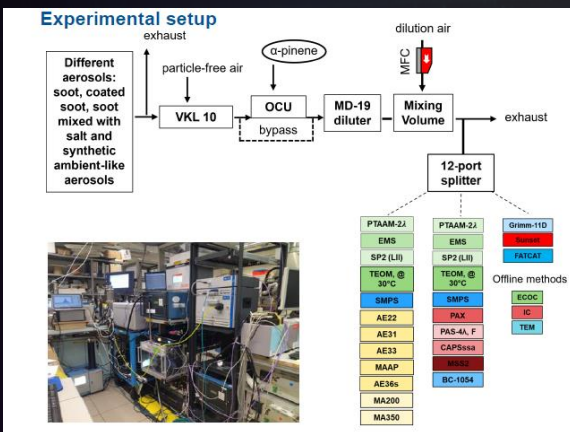 Experimental setup
exhaust
dilution air
α-pinene
MFC
Different
aerosols:
soot, coated
soot, soot
mixed with
salt and
synthetic
ambient-like
aerosols
particle-free air
VKL 10
OCU
bypass
MD-19
diluter
Mixing
Volume
exhaust
12-port
splitter
PTAAM-2λ
EMS
SP2 (LII)
TEOM, @
30°C
SMPS
AE22
AE31
AE33
MAAP
AE36s
MA200
MA350
PTAAM-2λ
EMS
SP2 (LII)
TEOM, @
30°C
SMPS
PAX
PAS-4λ, F
CAPSssa
MSS2
BC-1054
Grimm-11D
Sunset
FATCAT
Offline methods
ECOC
IC
TEM